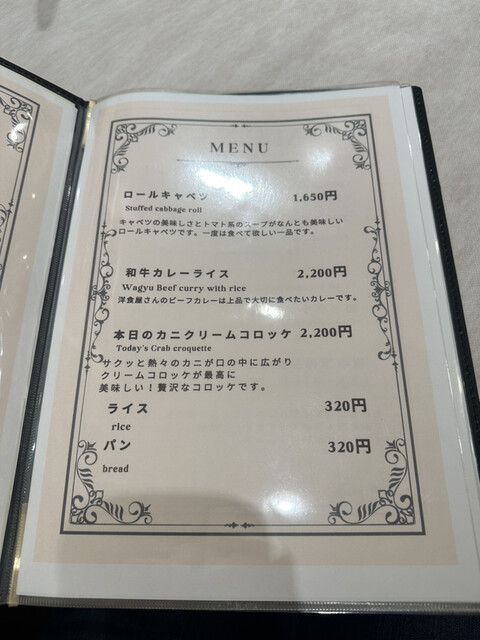 MENU
ロールキャベツ 1,650円
Stuffed cabbage roll
キャベツの美味しさとトマト系のスープがなんとも美味しい
ロールキャベツです。一度は食べて欲しい一品です。
和牛カレーライス 2,200円
Wagyu Beef curry with rice
洋食屋さんのビーフカレーは上品で大切に食べたいカレーです。
本日のカニクリームコロッケ 2,200円
Today's Crab croquette
サクッと熱々のカニが口の中に広がり
クリームコロッケが最高に
美味しい！贅沢なコロッケです。
ライス 320円
rice
パン 320円
bread